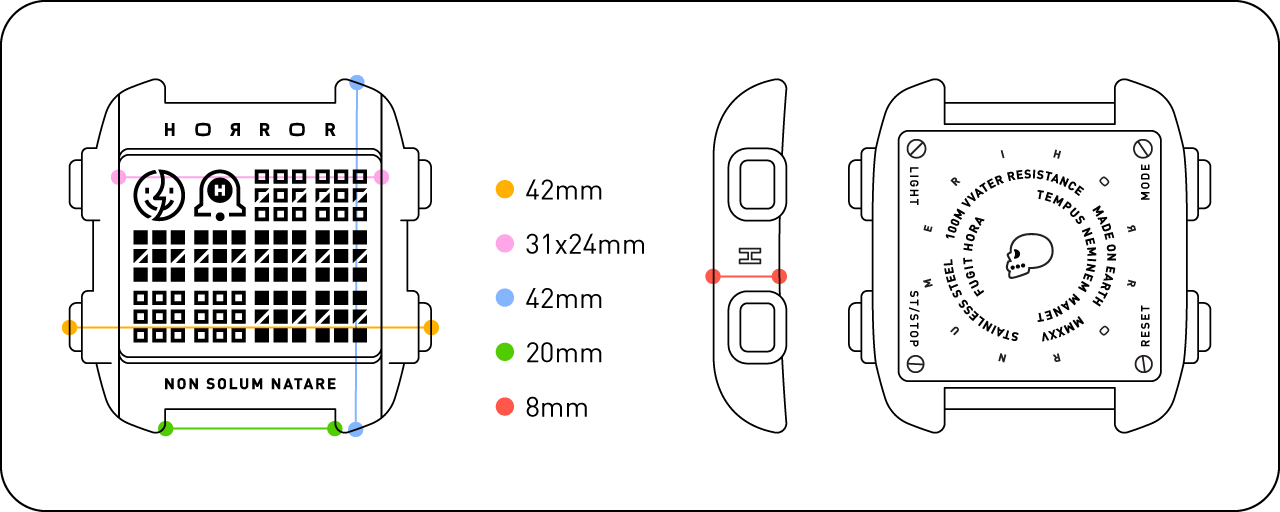 H O Я R O R
H
NON SOLUM NATARE
42mm
31x24mm
42mm
20mm
8mm
H
LIGHT
MODE
ST/STOP
RESET
H O Я R O R N U M E R I
100M VVATER RESISTANCE
MADE ON EARTH
MMXXV
STAINLESS STEEL
TEMPUS NEMINEM MANET
FUGIT HORA